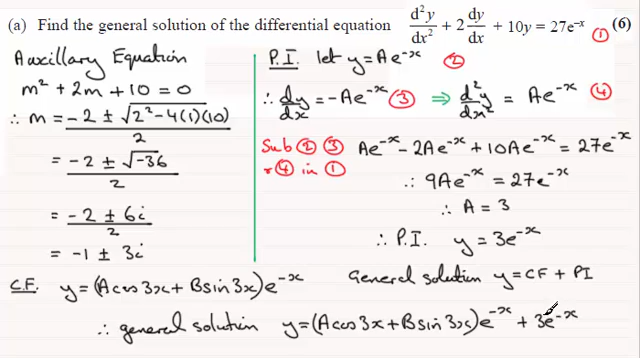 (a) Find the general solution of the differential equation d²y/dx² + 2 dy/dx + 10y = 27e⁻ˣ ① (6)
Auxillary Equation
m² + 2m + 10 = 0
∴ m = (-2 ± √(2² - 4(1)(10)))/2
= (-2 ± √-36)/2
= (-2 ± 6i)/2
= -1 ± 3i
C.F. y = (A cos 3x + B sin 3x)e⁻ˣ
P.I. let y = Ae⁻ˣ ②
∴ dy/dx = -Ae⁻ˣ ③ ⇒ d²y/dx² = Ae⁻ˣ ④
Sub ② ③ Ae⁻ˣ - 2Ae⁻ˣ + 10Ae⁻ˣ = 27e⁻ˣ
+ ④ in ① ∴ 9Ae⁻ˣ = 27e⁻ˣ
∴ A = 3
∴ P.I. y = 3e⁻ˣ
General solution y = CF + PI
∴ general solution y = (A cos 3x + B sin 3x)e⁻ˣ + 3e⁻ˣ